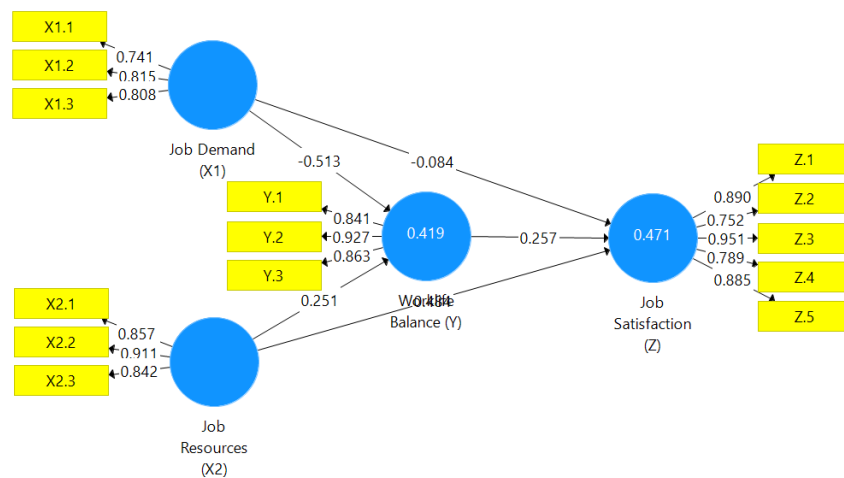 X1.1
X1.2
X1.3
0.741
0.815
0.808
Job Demand
(X1)
-0.513
-0.084
Y.1
Y.2
Y.3
0.841
0.927
0.863
0.419
Worklife
Balance (Y)
0.257
0.251
X2.1
X2.2
X2.3
0.857
0.911
0.842
Job
Resources
(X2)
0.471
Job
Satisfaction
(Z)
0.890
0.752
0.951
0.789
0.885
Z.1
Z.2
Z.3
Z.4
Z.5